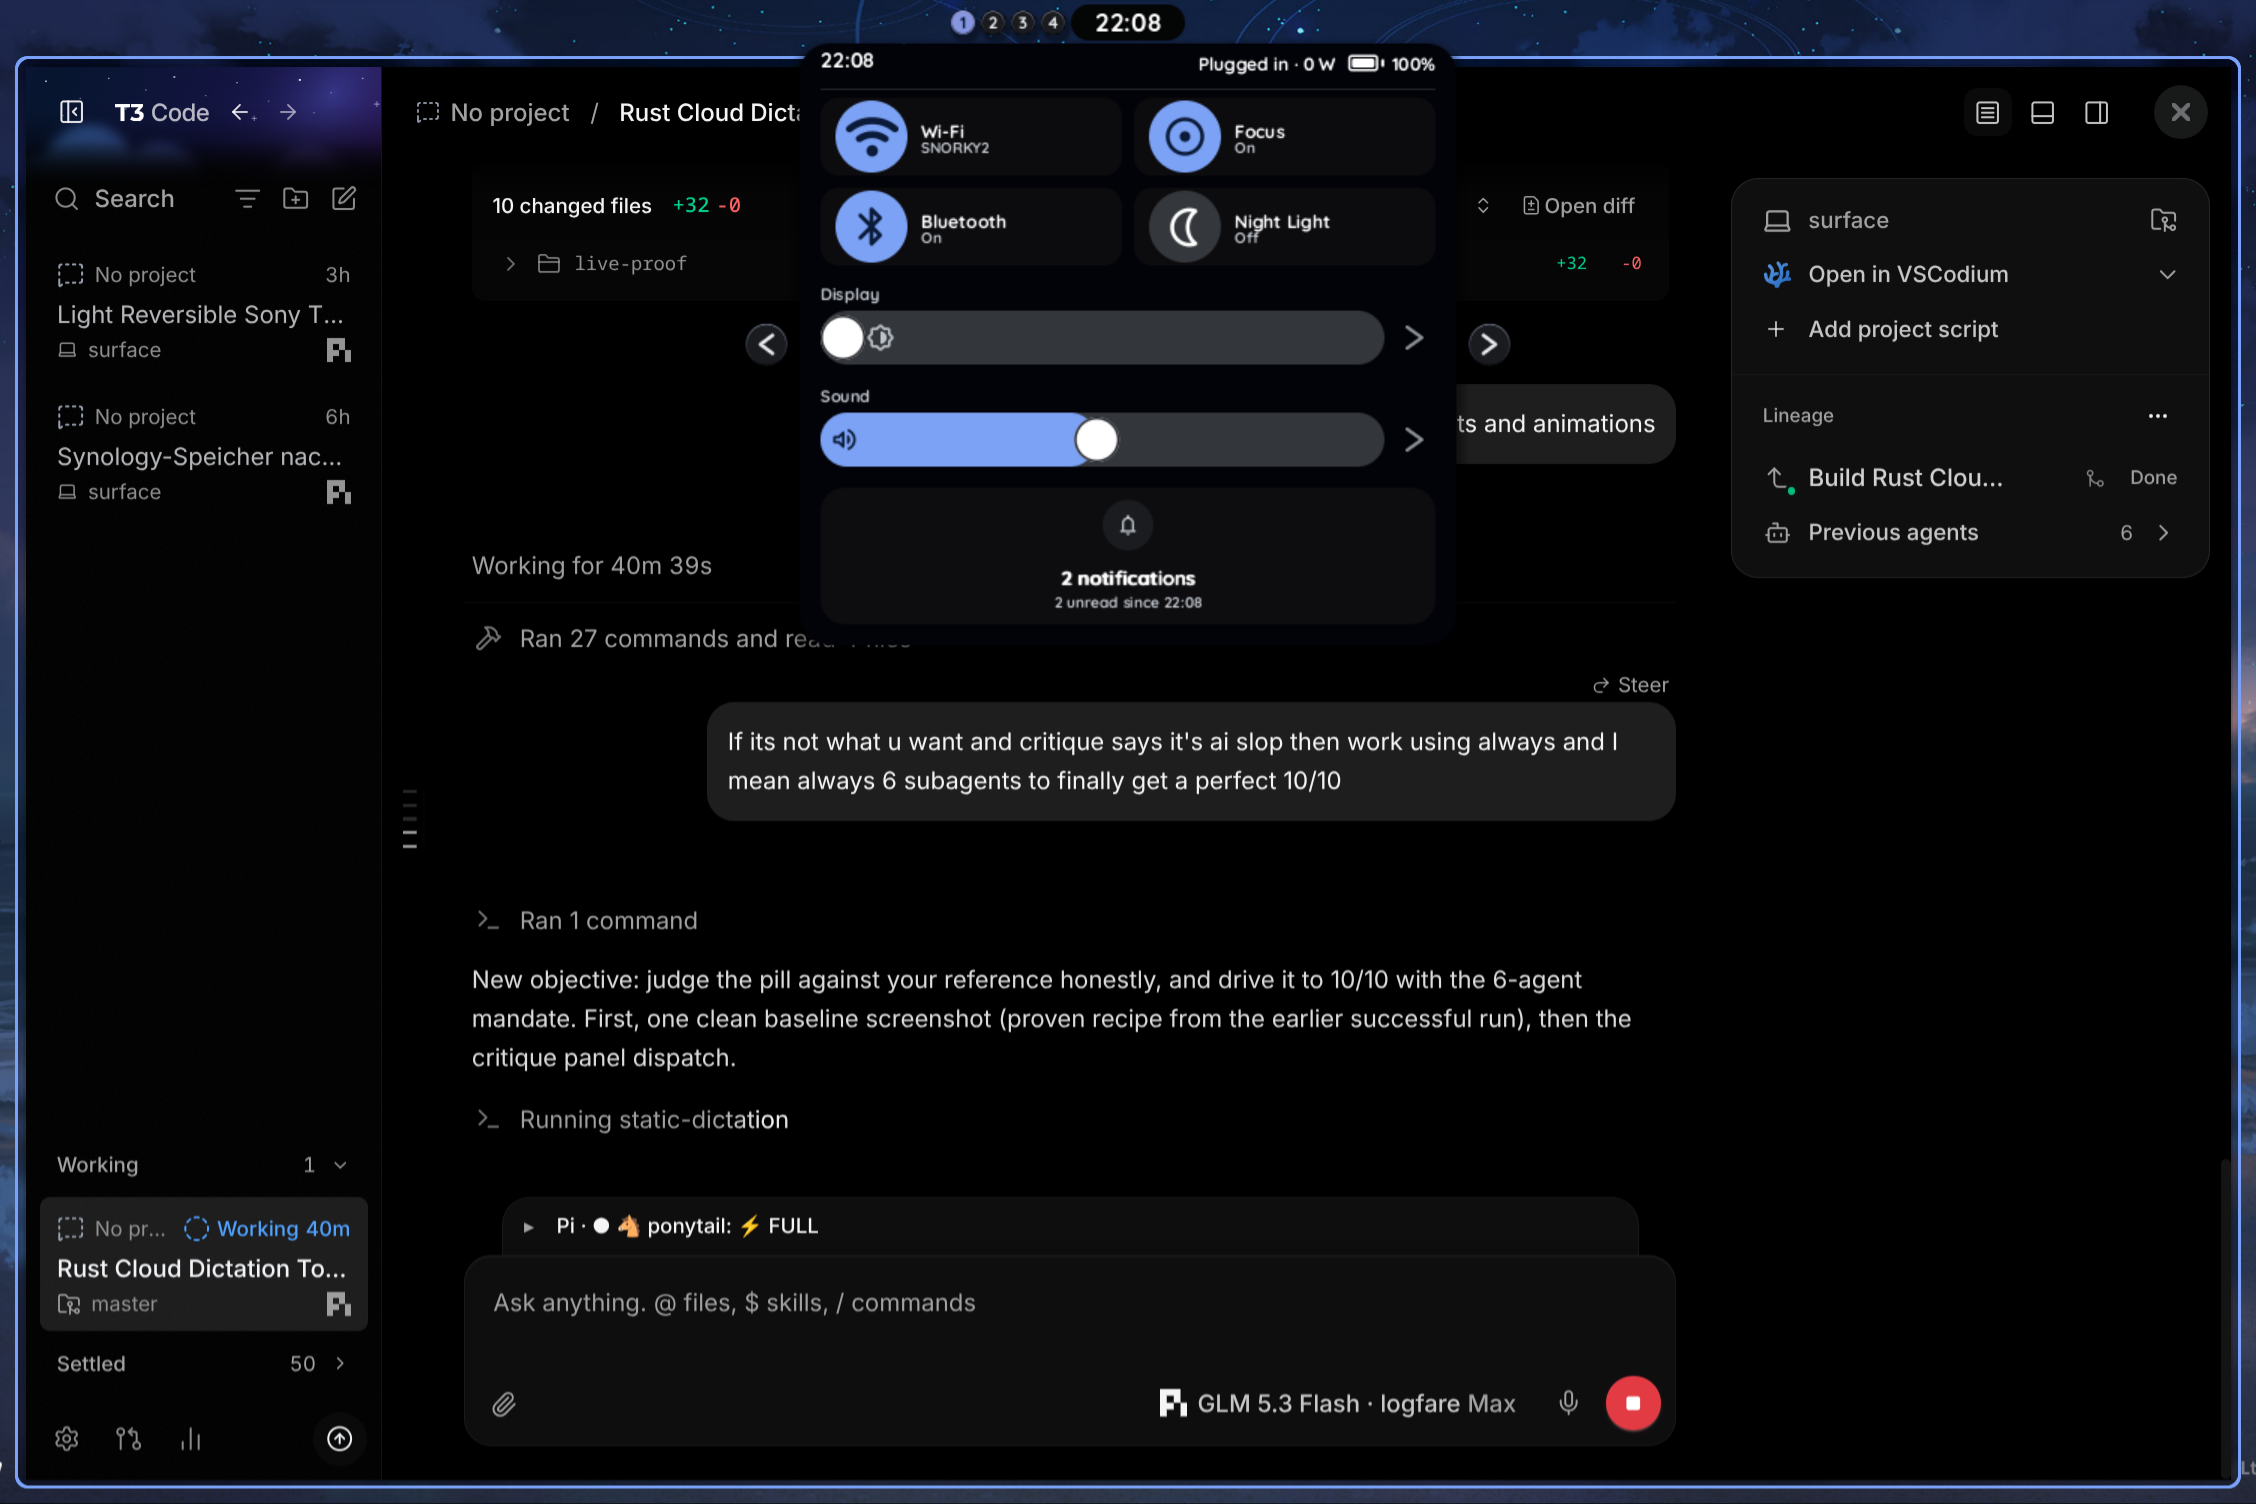 1 2 3 4 22:08
22:08
Plugged in · 0 W 100%
Wi-Fi
SNORKY2
Focus
On
Bluetooth
On
Night Light
Off
Display
Sound
2 notifications
2 unread since 22:08
T3 Code
Search
No project 3h
Light Reversible Sony T...
surface
No project 6h
Synology-Speicher nac...
surface
Working 1
No pr... Working 40m
Rust Cloud Dictation To...
master
Settled 50
No project / Rust Cloud Dicta
10 changed files +32 -0
Open diff
live-proof
+32 -0
ts and animations
Working for 40m 39s
Ran 27 commands and read
Steer
If its not what u want and critique says it's ai slop then work using always and I
mean always 6 subagents to finally get a perfect 10/10
Ran 1 command
New objective: judge the pill against your reference honestly, and drive it to 10/10 with the 6-agent
mandate. First, one clean baseline screenshot (proven recipe from the earlier successful run), then the
critique panel dispatch.
Running static-dictation
Pi · ● 🐴 ponytail: ⚡ FULL
Ask anything. @ files, $ skills, / commands
GLM 5.3 Flash · logfare Max
surface
Open in VSCodium
Add project script
Lineage
Build Rust Clou... Done
Previous agents 6